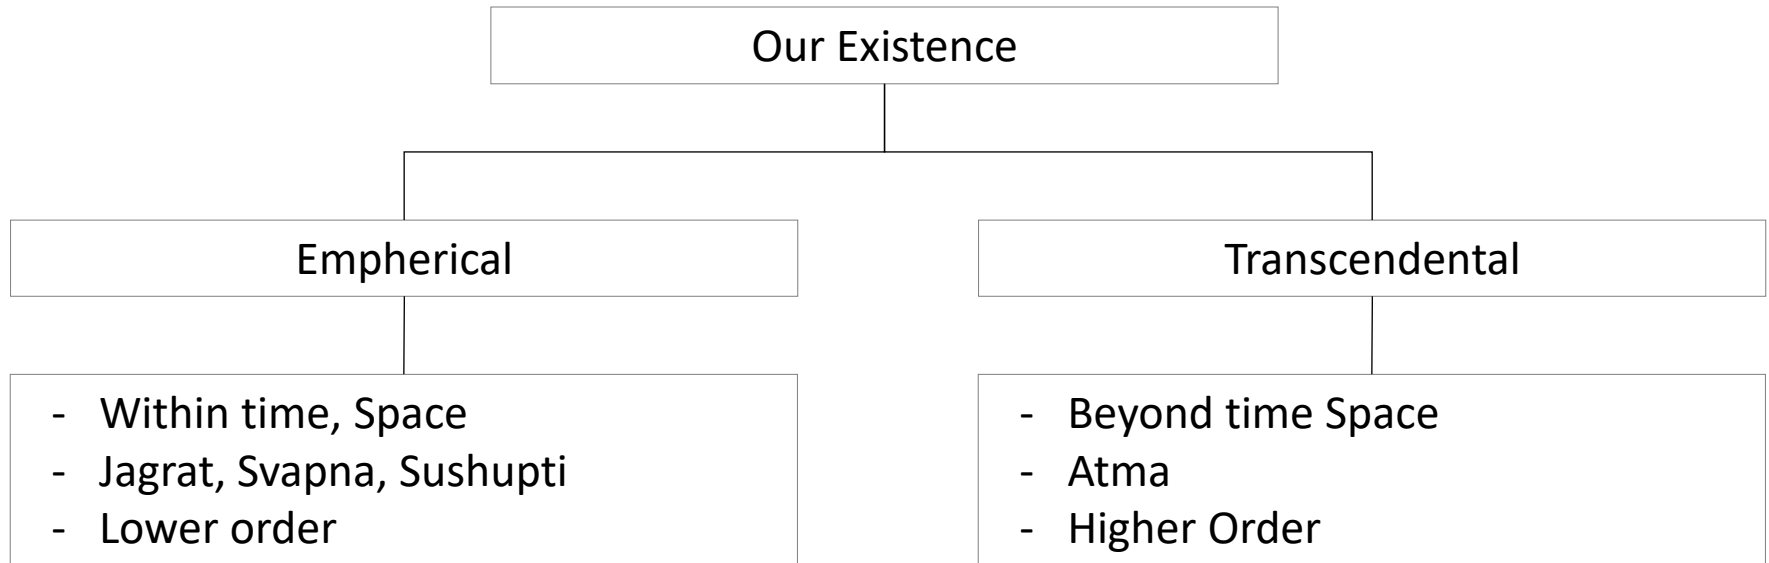 Our Existence
Empherical
Transcendental
- Within time, Space
- Jagrat, Svapna, Sushupti
- Lower order
- Beyond time Space
- Atma
- Higher Order